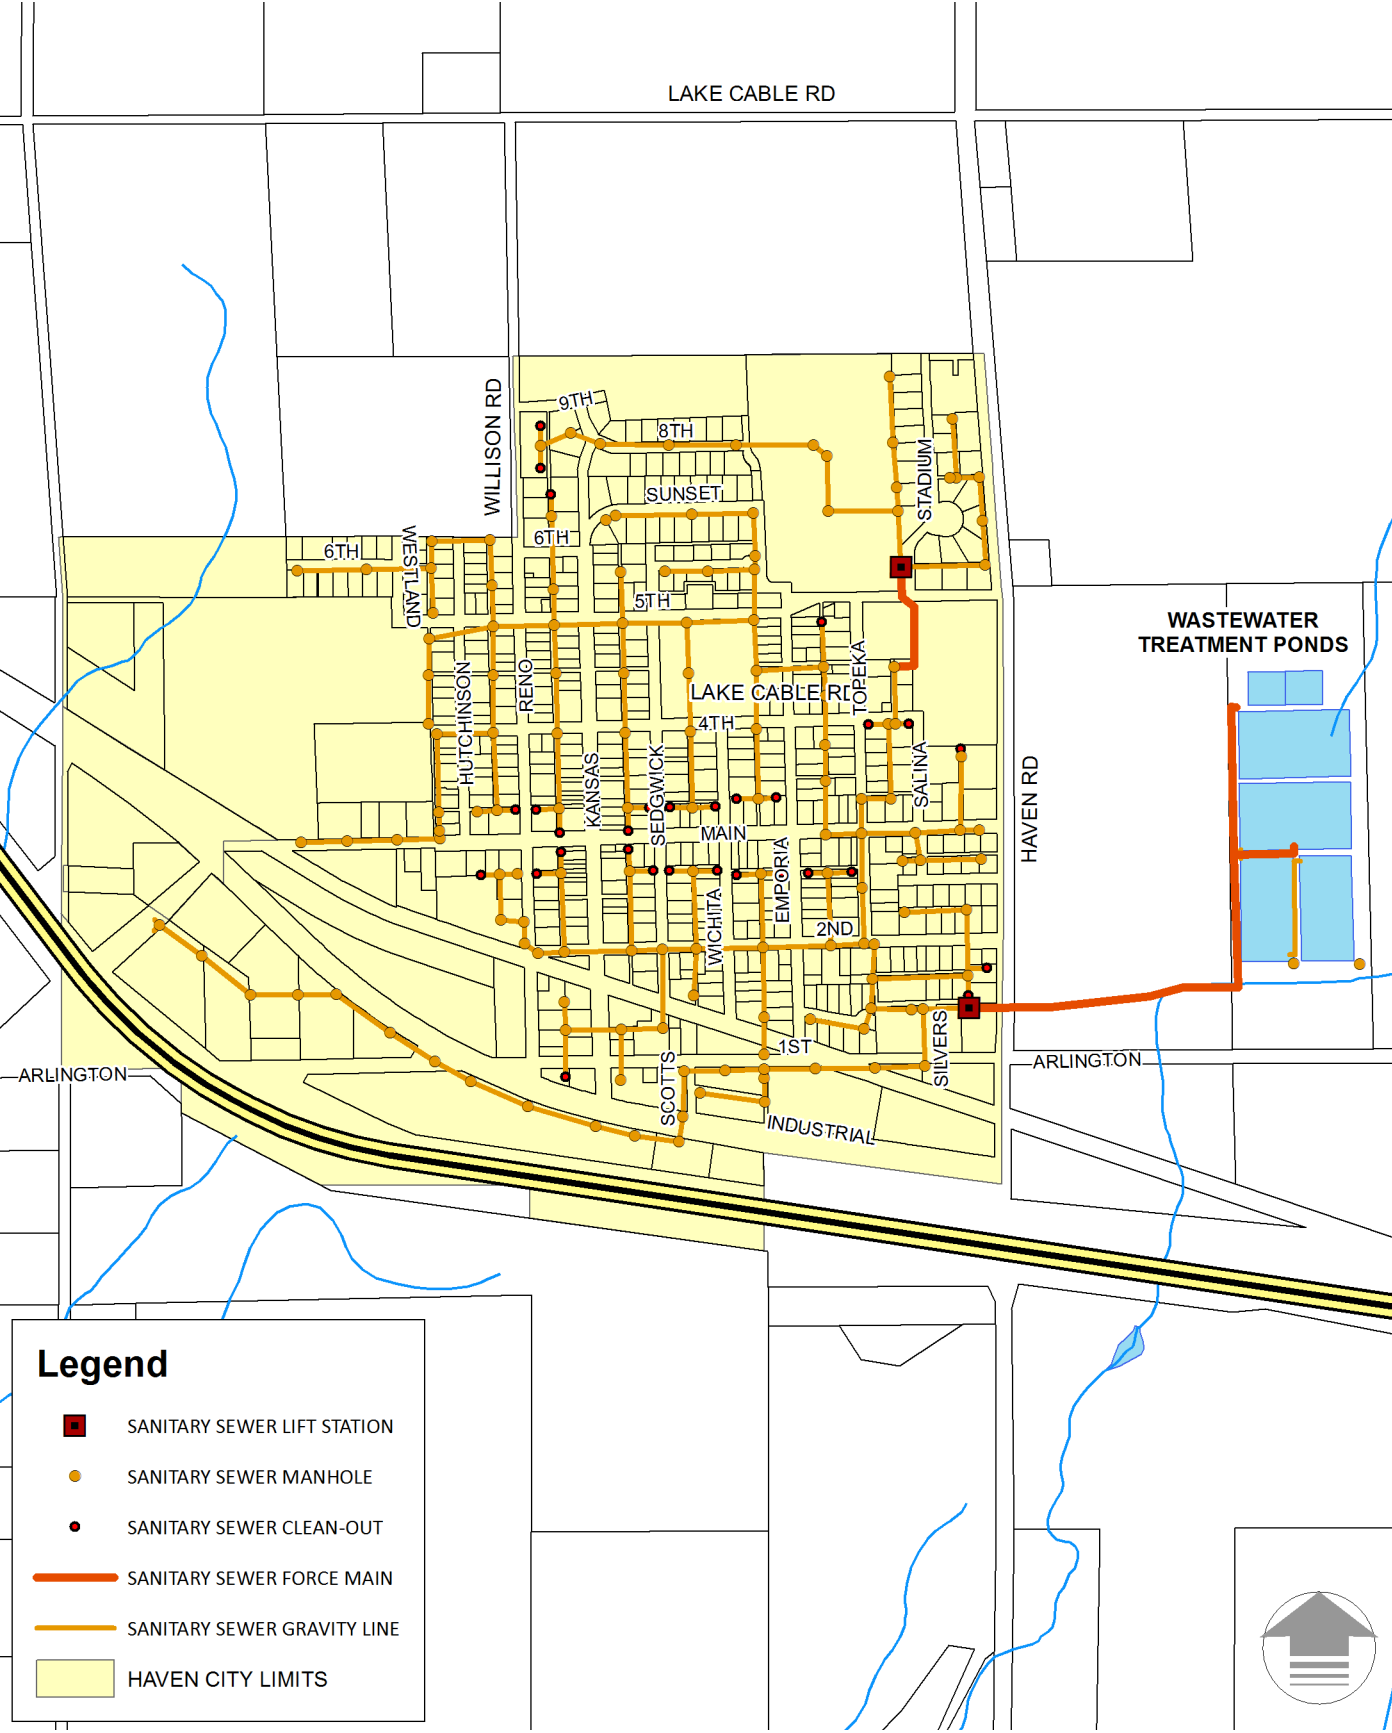 LAKE CABLE RD
WILLISON RD
9TH
8TH
STADIUM
SUNSET
6TH
6TH
WESTLAND
5TH
WASTEWATER
TREATMENT PONDS
HUTCHINSON
RENO
LAKE CABLE RD
TOPEKA
4TH
KANSAS
SEDGWICK
SALINA
HAVEN RD
MAIN
EMPORIA
WICHITA
2ND
1ST
SILVERS
ARLINGTON
ARLINGTON
SCOTTS
INDUSTRIAL
Legend
SANITARY SEWER LIFT STATION
SANITARY SEWER MANHOLE
SANITARY SEWER CLEAN-OUT
SANITARY SEWER FORCE MAIN
SANITARY SEWER GRAVITY LINE
HAVEN CITY LIMITS